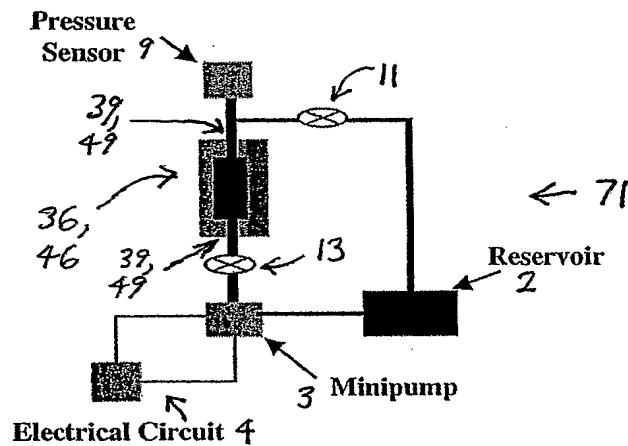 Pressure
Sensor 9
11
39,
49
71
36,
46
39,
49
13
Reservoir
2
3 Minipump
Electrical Circuit 4